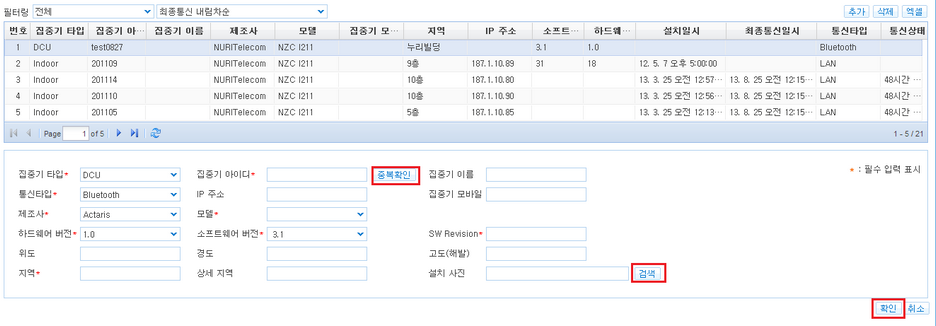 필터링 전체 최종통신 내림차순 추가 삭제 엑셀
번호 집중기 타입 집중기 아... 집중기 이름 제조사 모델 집중기 모... 지역 IP 주소 소프트... 하드웨... 설치일시 최종통신일시 통신타입 통신상태
1 DCU test0827 NURITelecom NZC I211 누리빌딩 3.1 1.0 Bluetooth
2 Indoor 201109 NURITelecom NZC I211 9층 187.1.10.89 31 18 12. 5. 7 오후 5:00:00 LAN
3 Indoor 201114 NURITelecom NZC I211 10층 187.1.10.80 13. 3. 25 오전 12:57... 13. 8. 25 오전 12:15... LAN 48시간 ...
4 Indoor 201110 NURITelecom NZC I211 10층 187.1.10.90 13. 3. 25 오전 12:56... 13. 8. 25 오전 12:15... LAN 48시간 ...
5 Indoor 201105 NURITelecom NZC I211 5층 187.1.10.85 13. 3. 25 오전 12:13... 13. 8. 25 오전 12:15... LAN 48시간 ...
Page 1 of 5 1 - 5 / 21
집중기 타입* DCU 집중기 아이디* 중복확인 집중기 이름 * : 필수 입력 표시
통신타입* Bluetooth IP 주소 집중기 모바일
제조사* Actaris 모델*
하드웨어 버전* 1.0 소프트웨어 버전* 3.1 SW Revision*
위도 경도 고도(해발)
지역* 상세 지역 설치 사진 검색
확인 취소